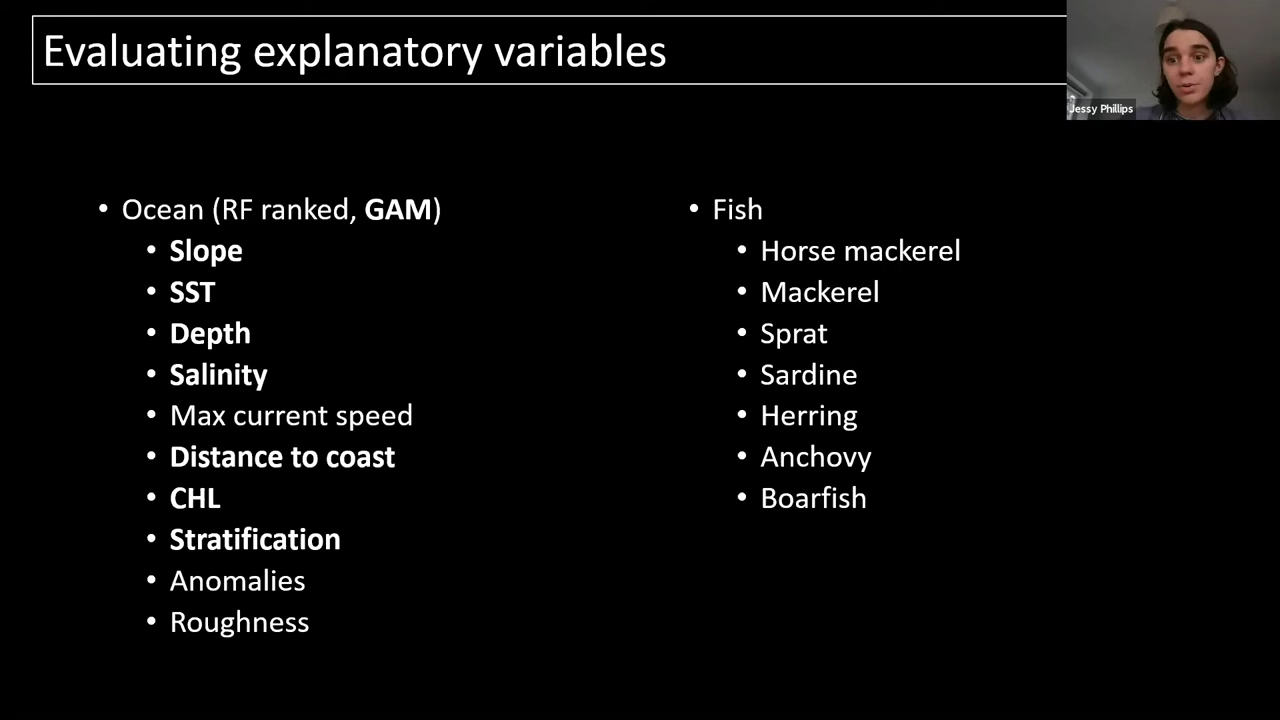 Evaluating explanatory variables
Jessy Phillips
• Ocean (RF ranked, GAM)
• Slope
• SST
• Depth
• Salinity
• Max current speed
• Distance to coast
• CHL
• Stratification
• Anomalies
• Roughness
• Fish
• Horse mackerel
• Mackerel
• Sprat
• Sardine
• Herring
• Anchovy
• Boarfish